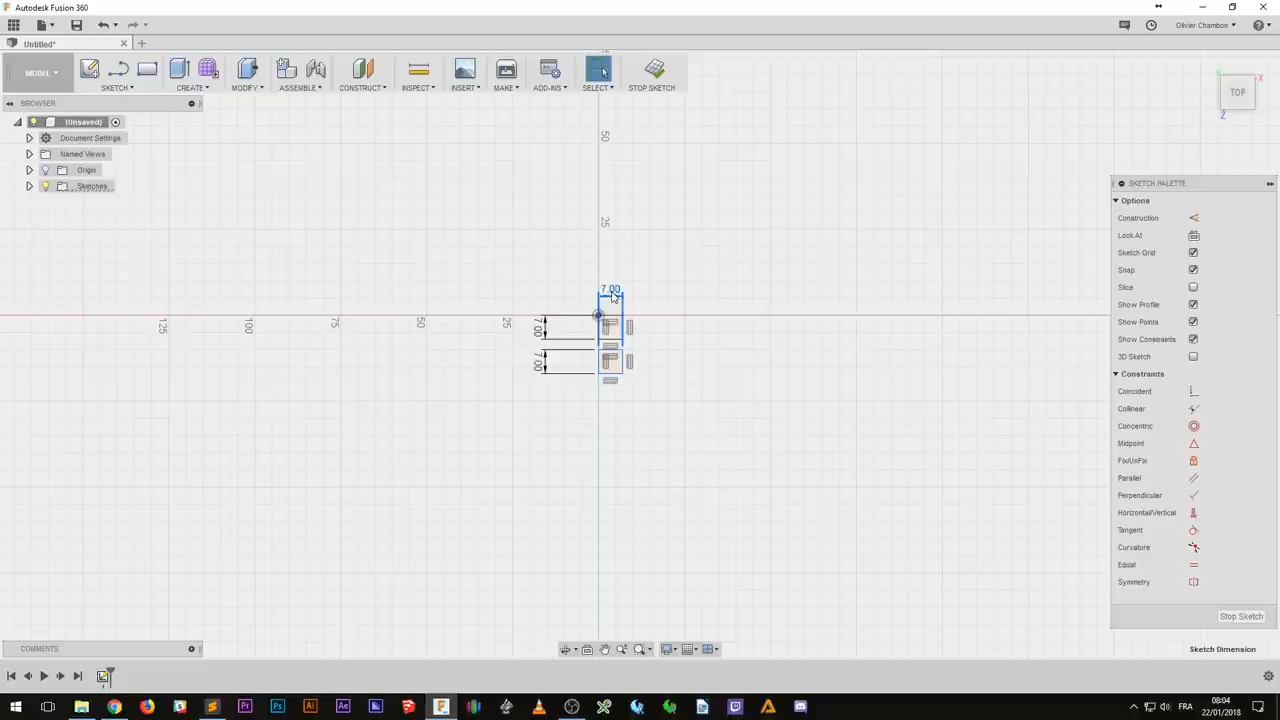 Autodesk Fusion 360
Olivier Chambon
Untitled*
MODEL
SKETCH
CREATE
MODIFY
ASSEMBLE
CONSTRUCT
INSPECT
INSERT
MAKE
ADD-INS
SELECT
STOP SKETCH
TOP
X
Z
BROWSER
(Unsaved)
Document Settings
Named Views
Origin
Sketches
50
25
7.00
125
100
75
50
25
7.00
7.00
SKETCH PALETTE
Options
Construction
Look At
Sketch Grid
Snap
Slice
Show Profile
Show Points
Show Constraints
3D Sketch
Constraints
Coincident
Collinear
Concentric
Midpoint
Fix/UnFix
Parallel
Perpendicular
Horizontal/Vertical
Tangent
Curvature
Equal
Symmetry
Stop Sketch
COMMENTS
Sketch Dimension
FRA
08:04
22/01/2018